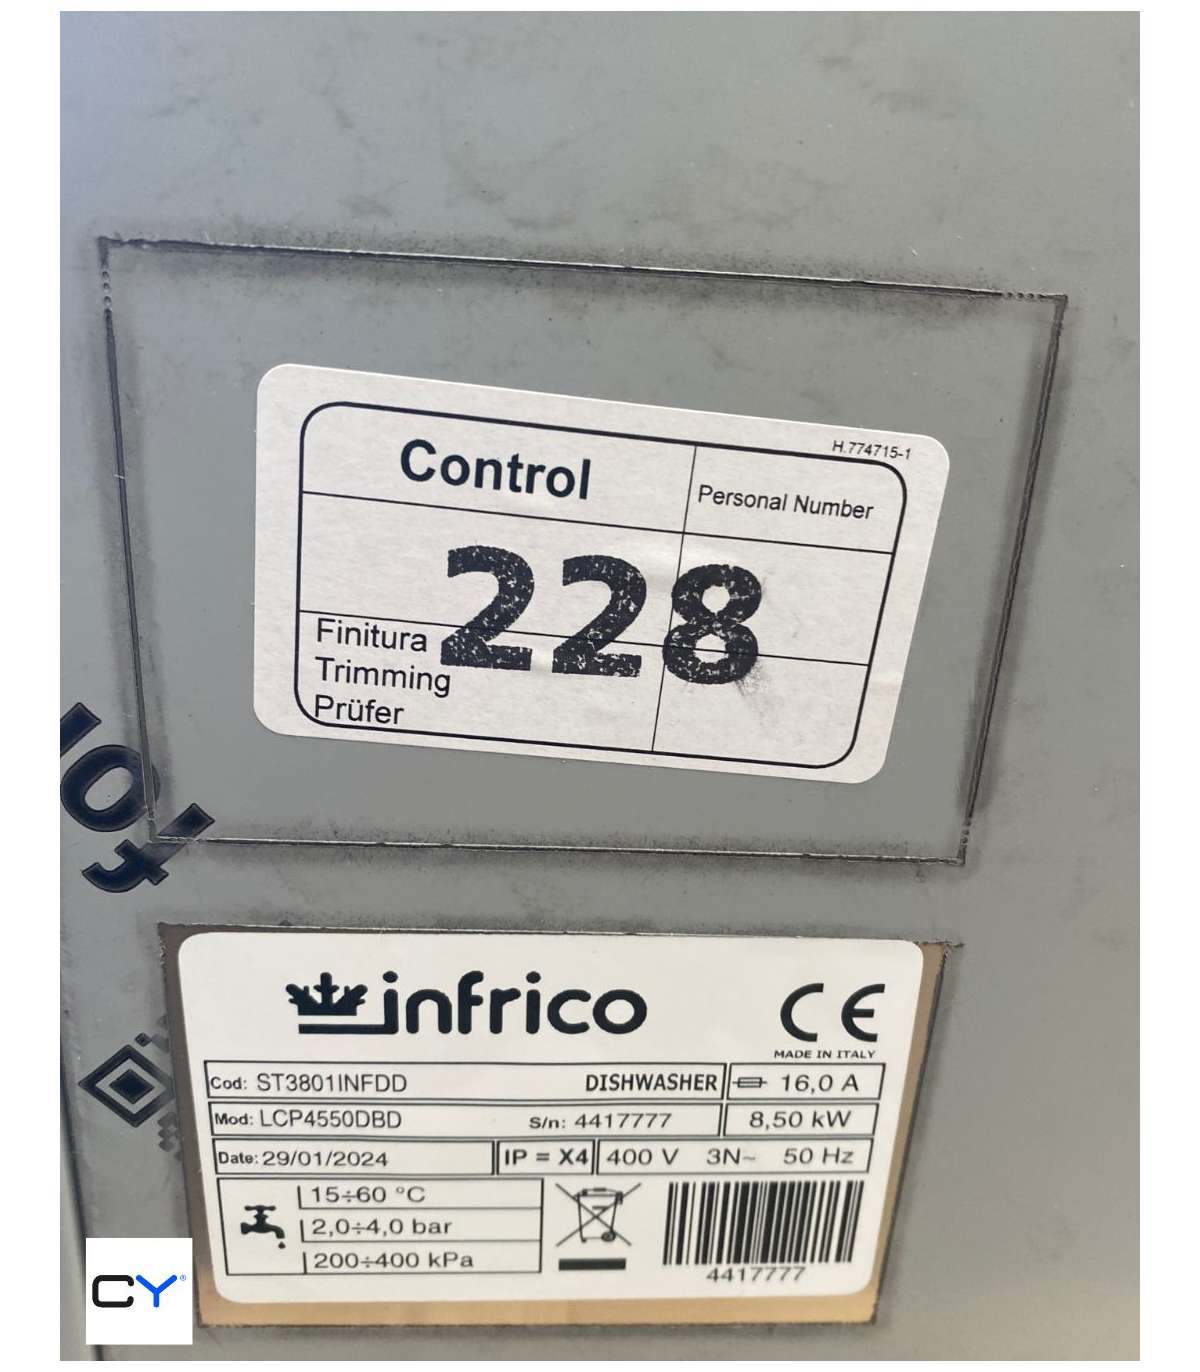 H.774715-1
Control
Personal Number
228
Finitura
Trimming
Prüfer
infrico
CE
MADE IN ITALY
Cod: ST3801INFDD DISHWASHER 16,0 A
Mod: LCP4550DBD S/n: 4417777 8,50 kW
Date: 29/01/2024 IP = X4 400 V 3N~ 50 Hz
15÷60 °C
2,0÷4,0 bar
200÷400 kPa
4417777
CY®